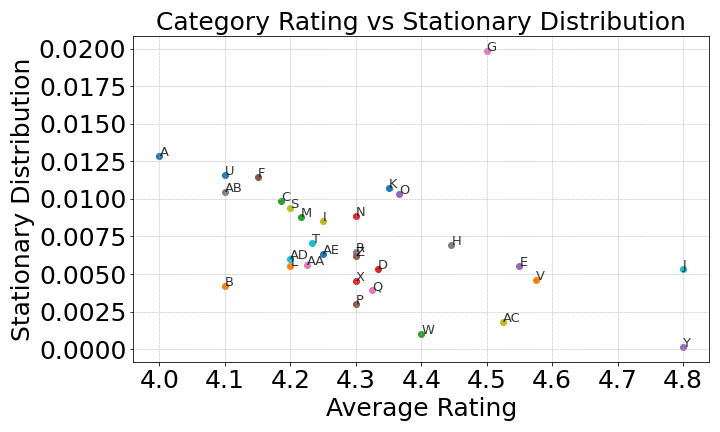 Category Rating vs Stationary Distribution
Stationary Distribution
0.0200
0.0175
0.0150
0.0125
0.0100
0.0075
0.0050
0.0025
0.0000
G
A
U
F
AB
K
O
C
S
M
I
N
T
H
AE
R
Z
AD
L
AA
D
E
J
B
X
V
Q
P
AC
W
Y
4.0 4.1 4.2 4.3 4.4 4.5 4.6 4.7 4.8
Average Rating